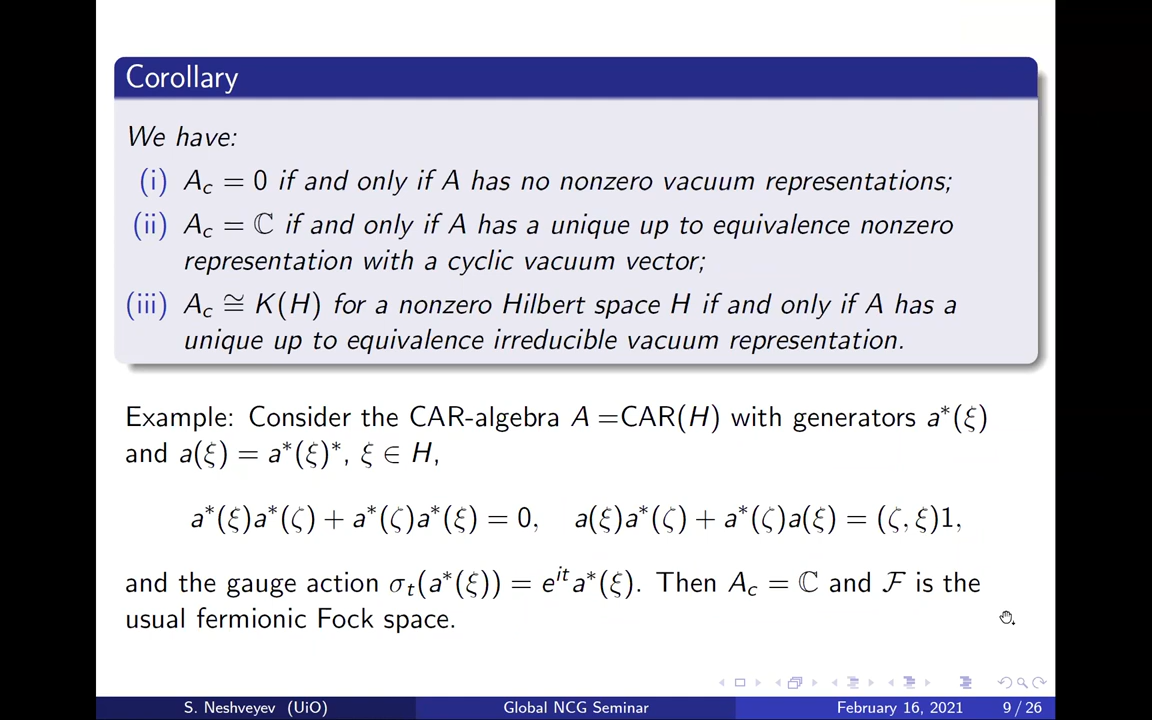 Corollary
We have:
(i) A_c = 0 if and only if A has no nonzero vacuum representations;
(ii) A_c = ℂ if and only if A has a unique up to equivalence nonzero
representation with a cyclic vacuum vector;
(iii) A_c ≅ K(H) for a nonzero Hilbert space H if and only if A has a
unique up to equivalence irreducible vacuum representation.
Example: Consider the CAR-algebra A =CAR(H) with generators a*(ξ)
and a(ξ) = a*(ξ)*, ξ ∈ H,
a*(ξ)a*(ζ) + a*(ζ)a*(ξ) = 0, a(ξ)a*(ζ) + a*(ζ)a(ξ) = (ζ, ξ)1,
and the gauge action σ_t(a*(ξ)) = e^{it}a*(ξ). Then A_c = ℂ and ℱ is the
usual fermionic Fock space.
S. Neshveyev (UiO) Global NCG Seminar February 16, 2021 9 / 26